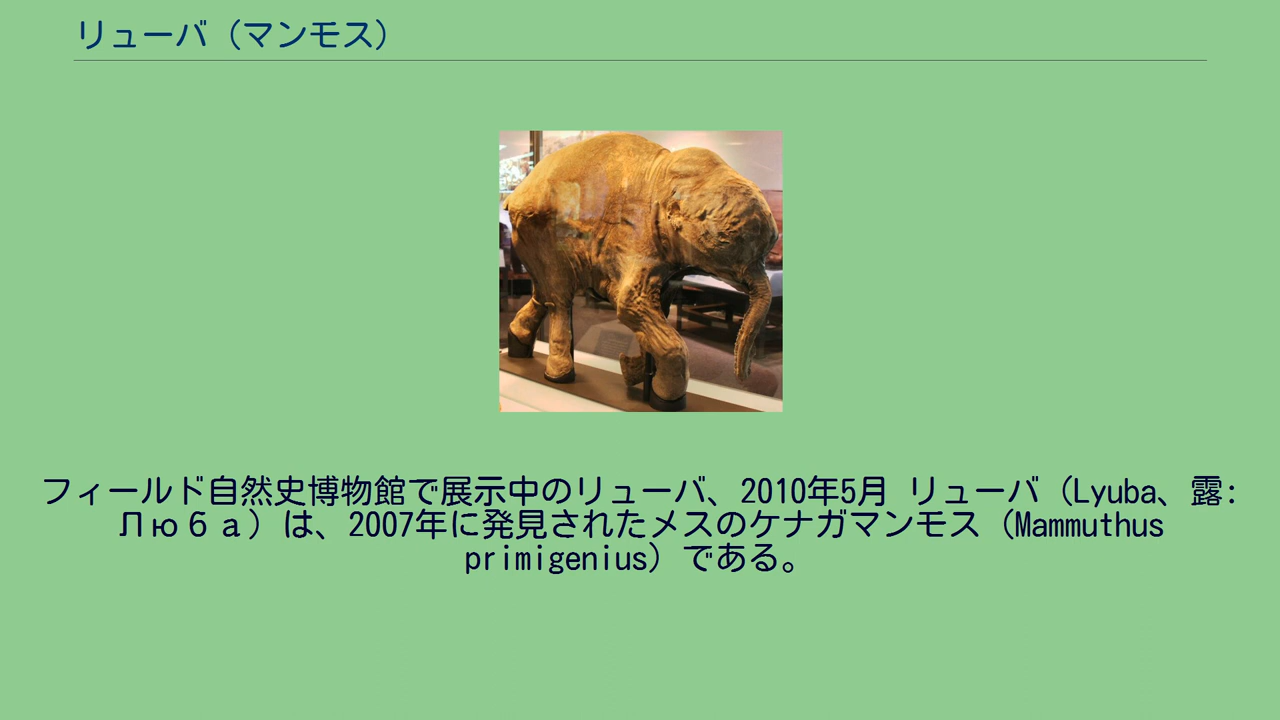 リューバ（マンモス）
フィールド自然史博物館で展示中のリューバ、2010年5月 リューバ（Lyuba、露:
Люба）は、2007年に発見されたメスのケナガマンモス（Mammuthus
primigenius）である。